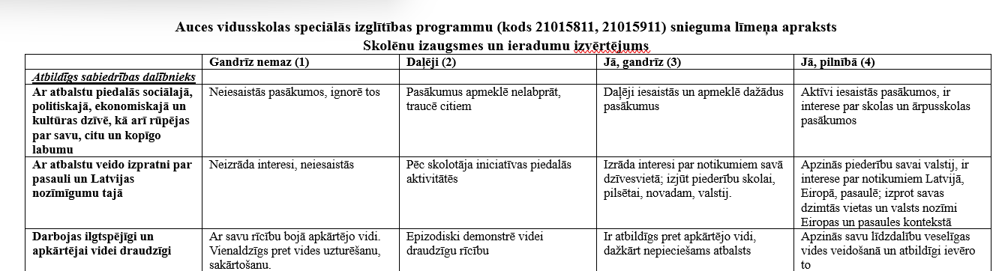 Auces vidusskolas speciālās izglītības programmu (kods 21015811, 21015911) snieguma līmeņa apraksts
Skolēnu izaugsmes un ieradumu izvērtējums
Gandrīz nemaz (1)
Daļēji (2)
Jā, gandrīz (3)
Jā, pilnībā (4)
Atbildīgs sabiedrības dalībnieks
Ar atbalstu piedalās sociālajā,
politiskajā, ekonomiskajā un
kultūras dzīvē, kā arī rūpējas
par savu, citu un kopīgo
labumu
Neiesaistās pasākumos, ignorē tos
Pasākumus apmeklē nelabprāt,
traucē citiem
Daļēji iesaistās un apmeklē dažādus
pasākumus
Aktīvi iesaistās pasākumos, ir
interese par skolas un ārpusskolas
pasākumos
Ar atbalstu veido izpratni par
pasauli un Latvijas
nozīmīgumu tajā
Neizrāda interesi, neiesaistās
Pēc skolotāja iniciatīvas piedalās
aktivitātēs
Izrāda interesi par notikumiem savā
dzīvesvietā; izjūt piederību skolai,
pilsētai, novadam, valstij.
Apzinās piederību savai valstij, ir
interese par notikumiem Latvijā,
Eiropā, pasaulē; izprot savas
dzimtās vietas un valsts nozīmi
Eiropas un pasaules kontekstā
Darbojas ilgtspējīgi un
apkārtējai videi draudzīgi
Ar savu rīcību bojā apkārtējo vidi.
Vienaldzīgs pret vides uzturēšanu,
sakārtošanu.
Epizodiski demonstrē videi
draudzīgu rīcību
Ir atbildīgs pret apkārtējo vidi,
dažkārt nepieciešams atbalsts
Apzinās savu līdzdalību veselīgas
vides veidošanā un atbildīgi ievēro
to